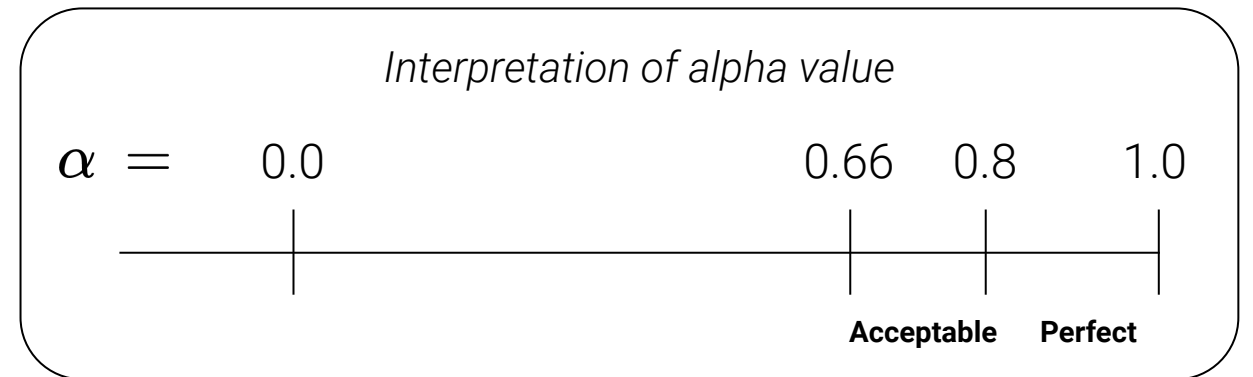 Interpretation of alpha value
α = 0.0 0.66 0.8 1.0
Acceptable Perfect